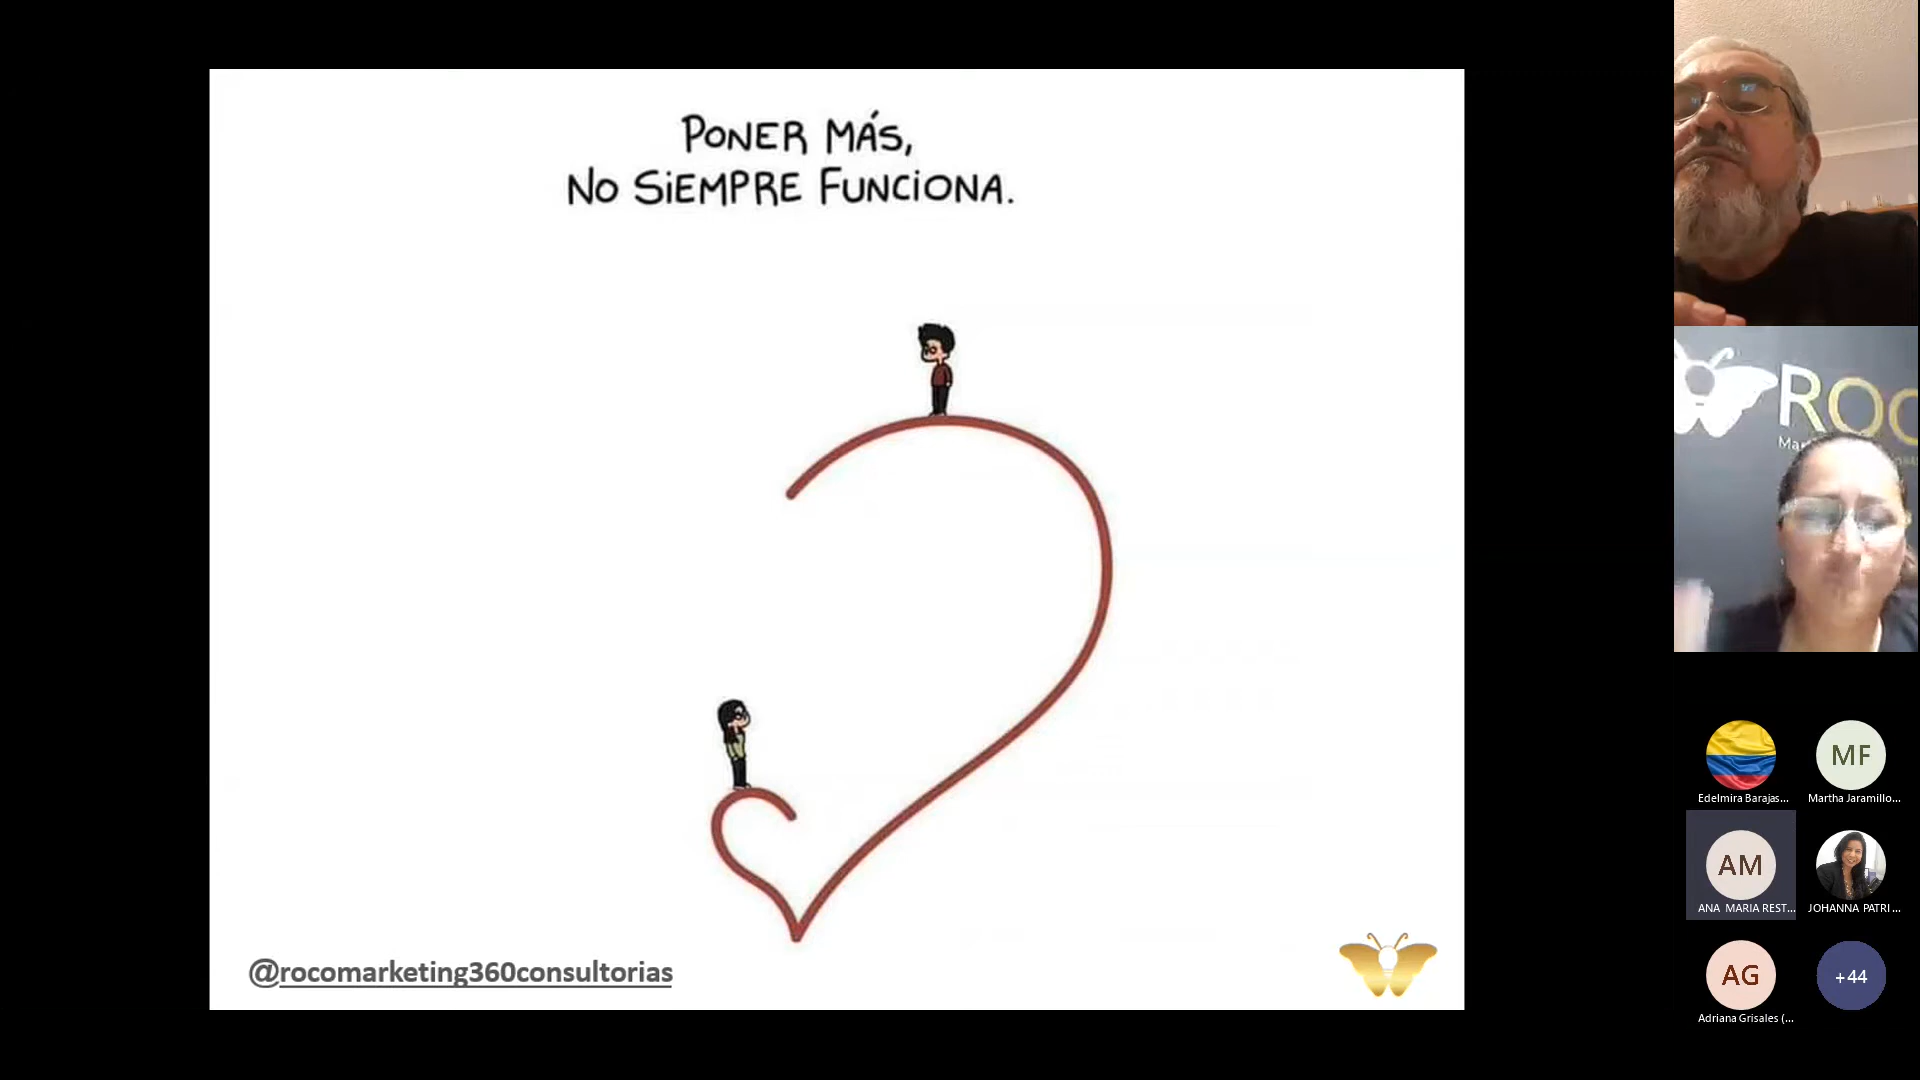 PONER MÁS,
NO SiEMPRE FUNCiONA.
@rocomarketing360consultorias
ROC
Edelmira Barajas...
MF
Martha Jaramillo...
AM
ANA MARIA REST...
JOHANNA PATRI...
AG
Adriana Grisales (...
+44